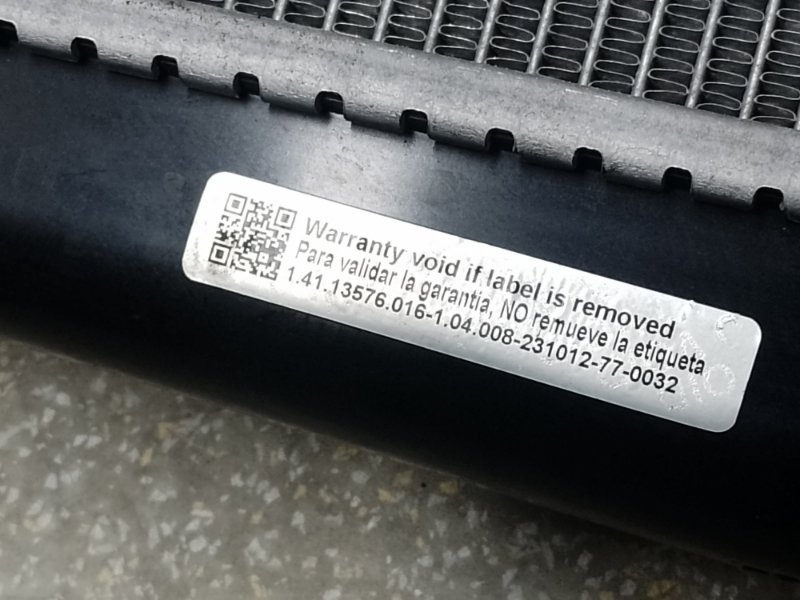 Warranty void if label is removed
Para validar la garantia, NO remueve la etiqueta
1.41.13576.016-1.04.008-231012-77-0032